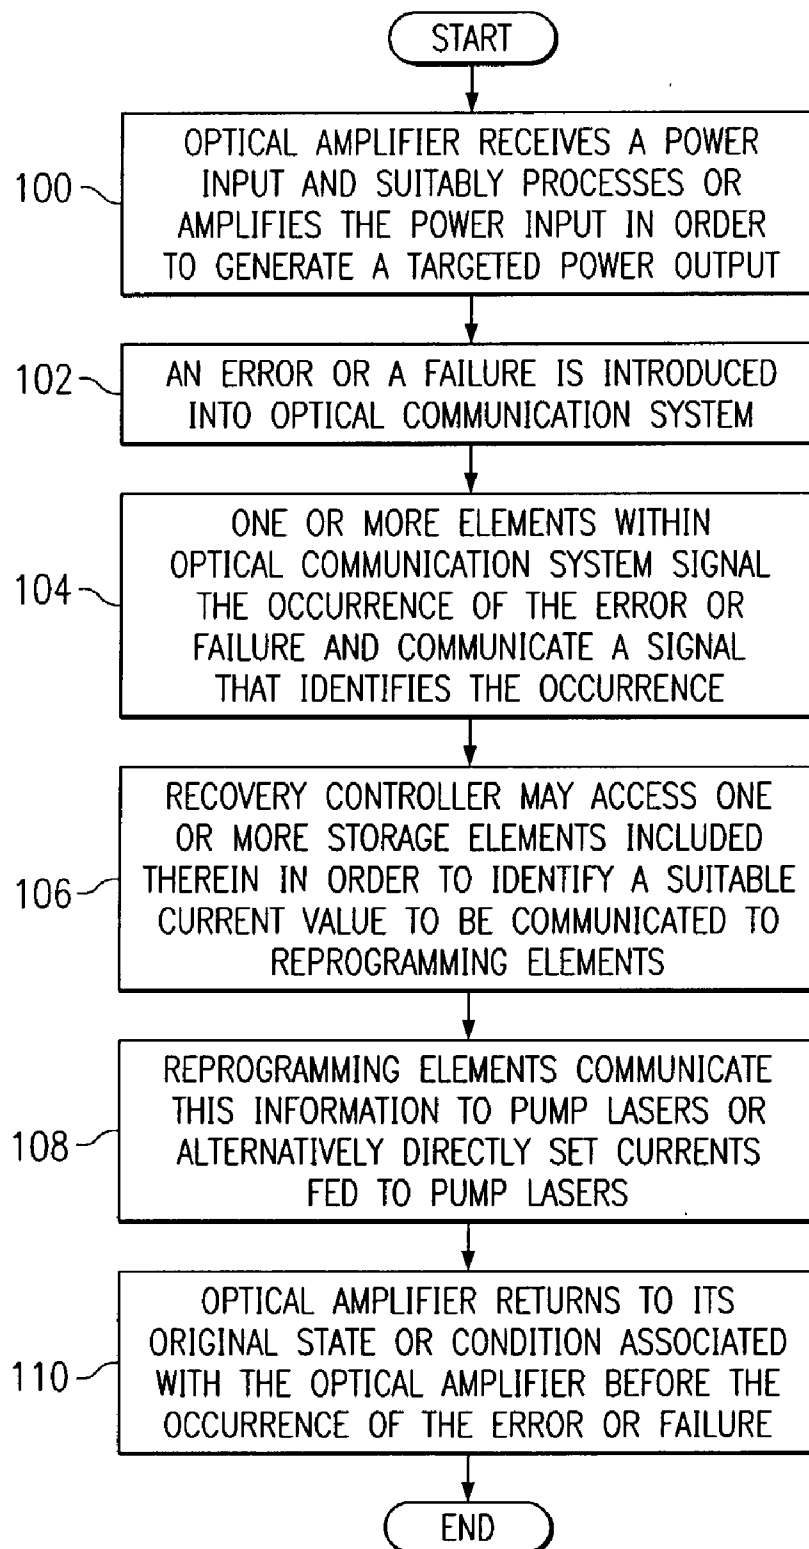 START
100
OPTICAL AMPLIFIER RECEIVES A POWER
INPUT AND SUITABLY PROCESSES OR
AMPLIFIES THE POWER INPUT IN ORDER
TO GENERATE A TARGETED POWER OUTPUT
102
AN ERROR OR A FAILURE IS INTRODUCED
INTO OPTICAL COMMUNICATION SYSTEM
104
ONE OR MORE ELEMENTS WITHIN
OPTICAL COMMUNICATION SYSTEM SIGNAL
THE OCCURRENCE OF THE ERROR OR
FAILURE AND COMMUNICATE A SIGNAL
THAT IDENTIFIES THE OCCURRENCE
106
RECOVERY CONTROLLER MAY ACCESS ONE
OR MORE STORAGE ELEMENTS INCLUDED
THEREIN IN ORDER TO IDENTIFY A SUITABLE
CURRENT VALUE TO BE COMMUNICATED TO
REPROGRAMMING ELEMENTS
108
REPROGRAMMING ELEMENTS COMMUNICATE
THIS INFORMATION TO PUMP LASERS OR
ALTERNATIVELY DIRECTLY SET CURRENTS
FED TO PUMP LASERS
110
OPTICAL AMPLIFIER RETURNS TO ITS
ORIGINAL STATE OR CONDITION ASSOCIATED
WITH THE OPTICAL AMPLIFIER BEFORE THE
OCCURRENCE OF THE ERROR OR FAILURE
END